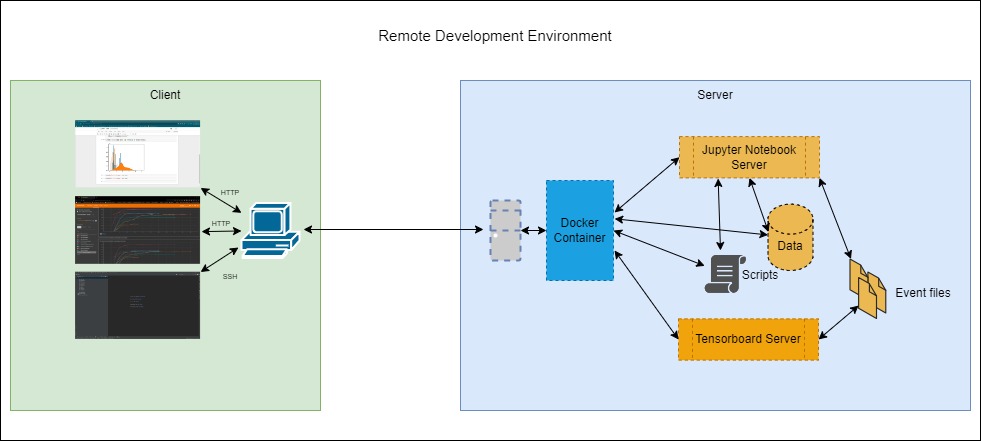 Remote Development Environment
Client
Server
HTTP
HTTP
SSH
Docker
Container
Jupyter Notebook
Server
Data
Scripts
Event files
Tensorboard Server